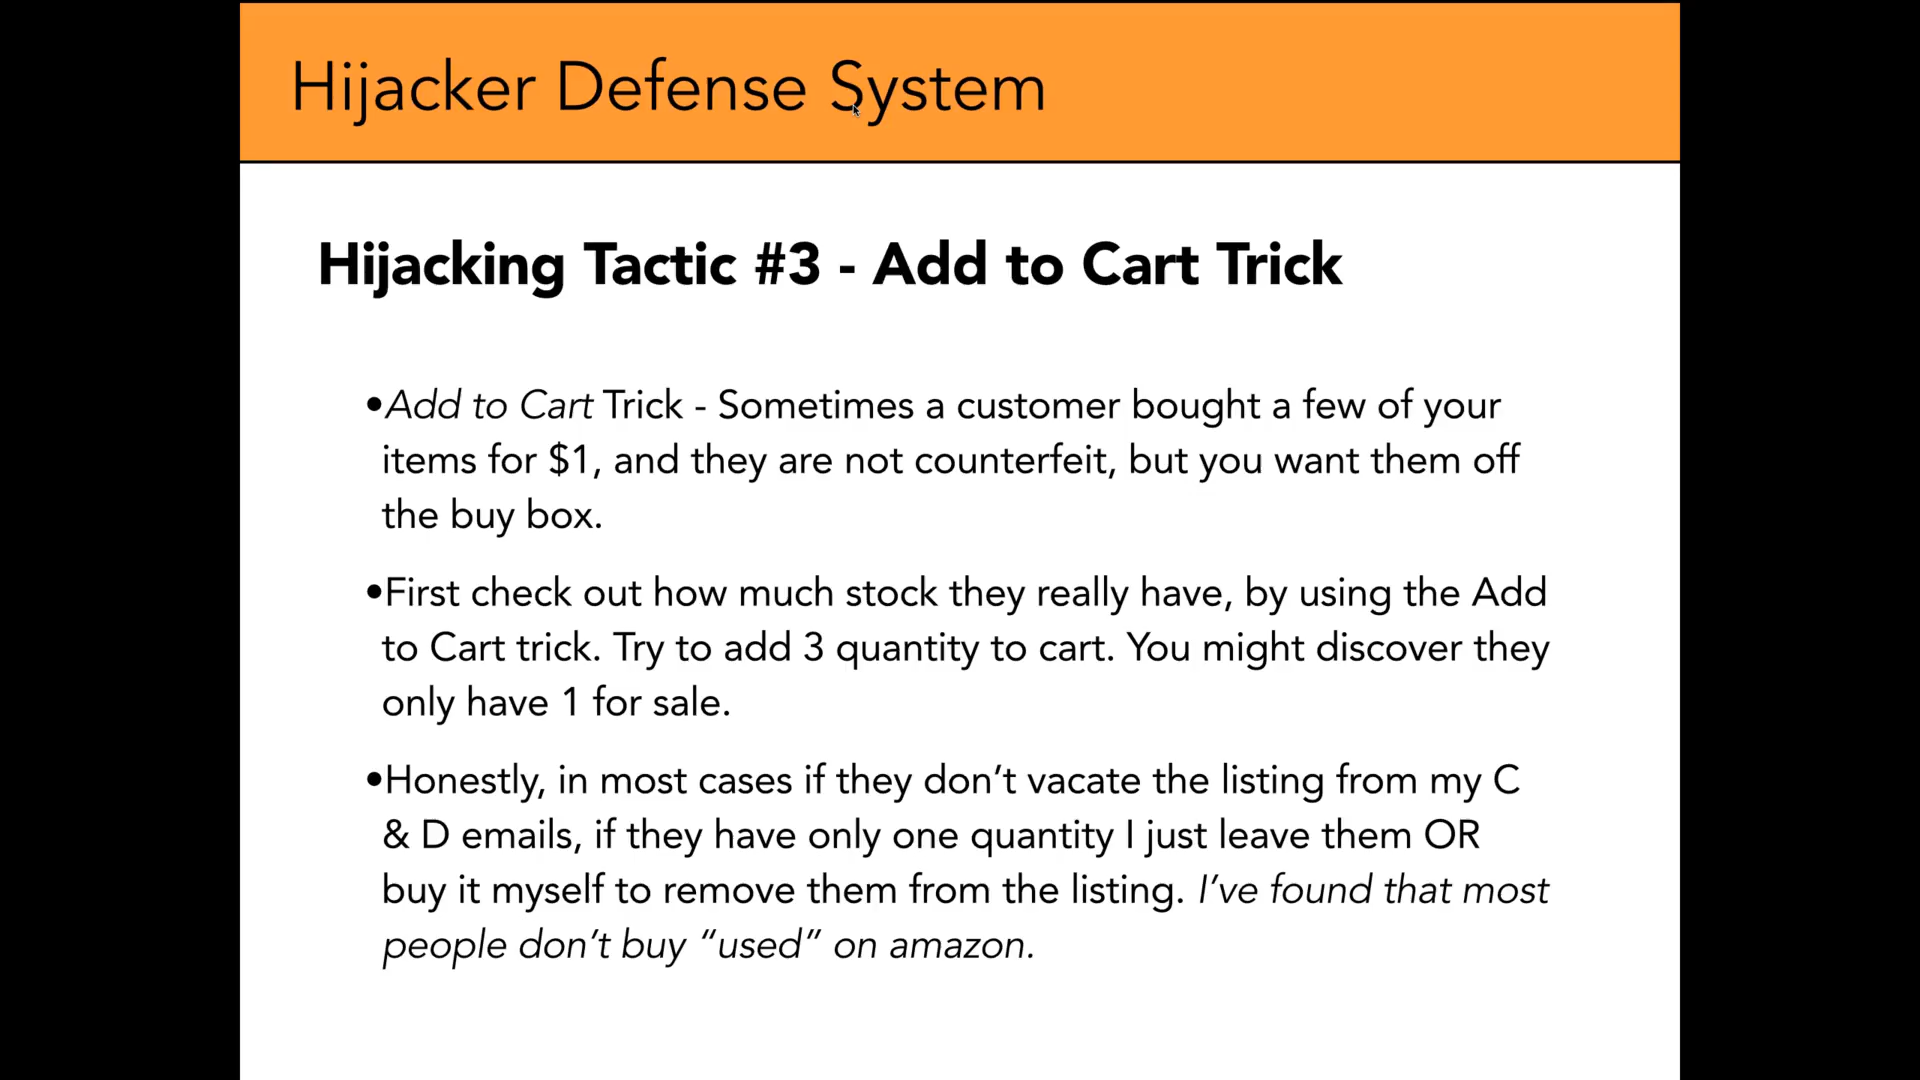 Hijacker Defense System
Hijacking Tactic #3 - Add to Cart Trick
•Add to Cart Trick - Sometimes a customer bought a few of your
items for $1, and they are not counterfeit, but you want them off
the buy box.
•First check out how much stock they really have, by using the Add
to Cart trick. Try to add 3 quantity to cart. You might discover they
only have 1 for sale.
•Honestly, in most cases if they don’t vacate the listing from my C
& D emails, if they have only one quantity I just leave them OR
buy it myself to remove them from the listing. I’ve found that most
people don’t buy “used” on amazon.